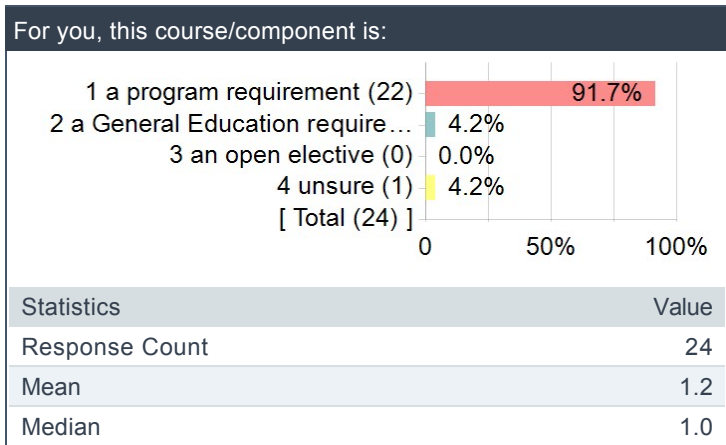 For you, this course/component is:
1 a program requirement (22) 91.7%
2 a General Education require... 4.2%
3 an open elective (0) 0.0%
4 unsure (1) 4.2%
[ Total (24) ]
0 50% 100%
Statistics Value
Response Count 24
Mean 1.2
Median 1.0